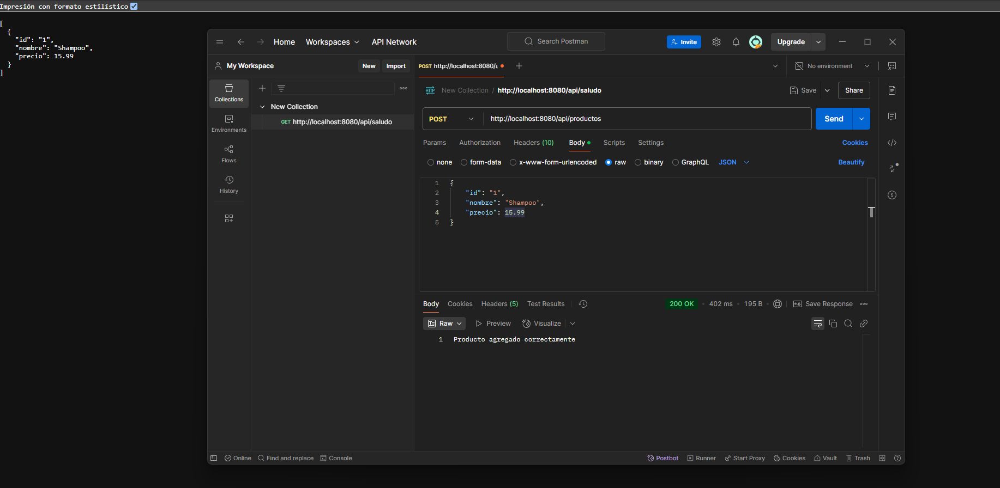 Impresión con formato estilístico
[
  {
    "id": "1",
    "nombre": "Shampoo",
    "precio": 15.99
  }
]
Home Workspaces API Network Search Postman Invite Upgrade
My Workspace New Import POST http://localhost:8080/a No environment
New Collection / http://localhost:8080/api/saludo Save Share
Collections
New Collection
GET http://localhost:8080/api/saludo
Environments
Flows
History
POST http://localhost:8080/api/productos Send
Params Authorization Headers (10) Body Scripts Settings Cookies
none form-data x-www-form-urlencoded raw binary GraphQL JSON Beautify
1 {
2 "id": "1",
3 "nombre": "Shampoo",
4 "precio": 15.99
5 }
Body Cookies Headers (5) Test Results 200 OK • 402 ms • 195 B • e.g. Save Response
Raw Preview Visualize
1 Producto agregado correctamente
Online Find and replace Console Postbot Runner Start Proxy Cookies Vault Trash